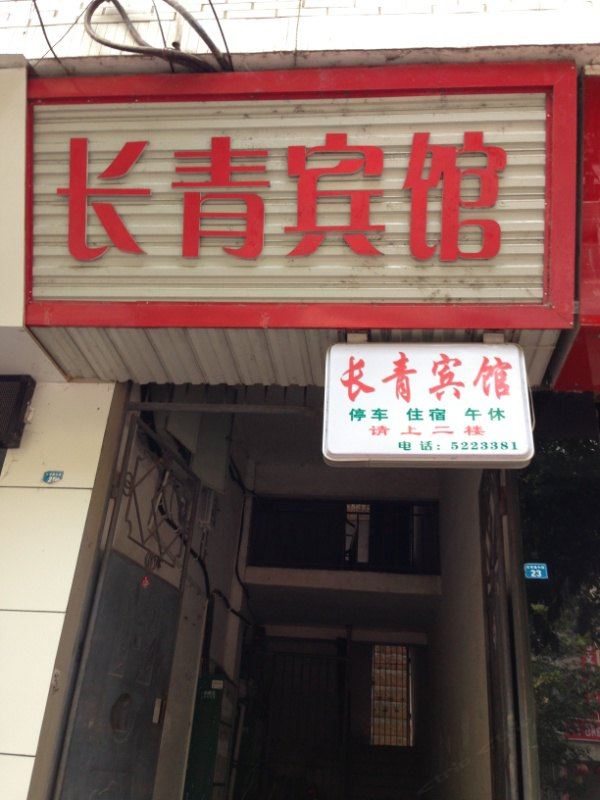 长青宾馆
长青宾馆
停车 住宿 午休
请上二楼
电话：5223381
23